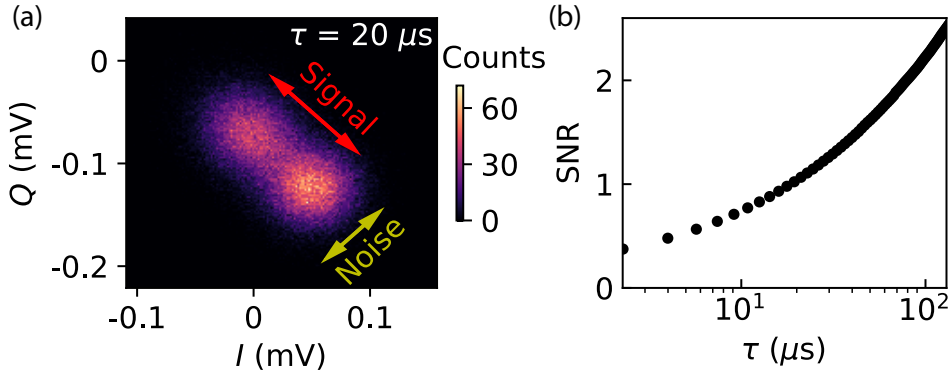 (a)
τ = 20 μs
Counts
60
30
0
Signal
Noise
0
-0.1
-0.2
Q (mV)
-0.1
0
0.1
I (mV)
(b)
2
1
0
SNR
10¹
10²
τ (μs)